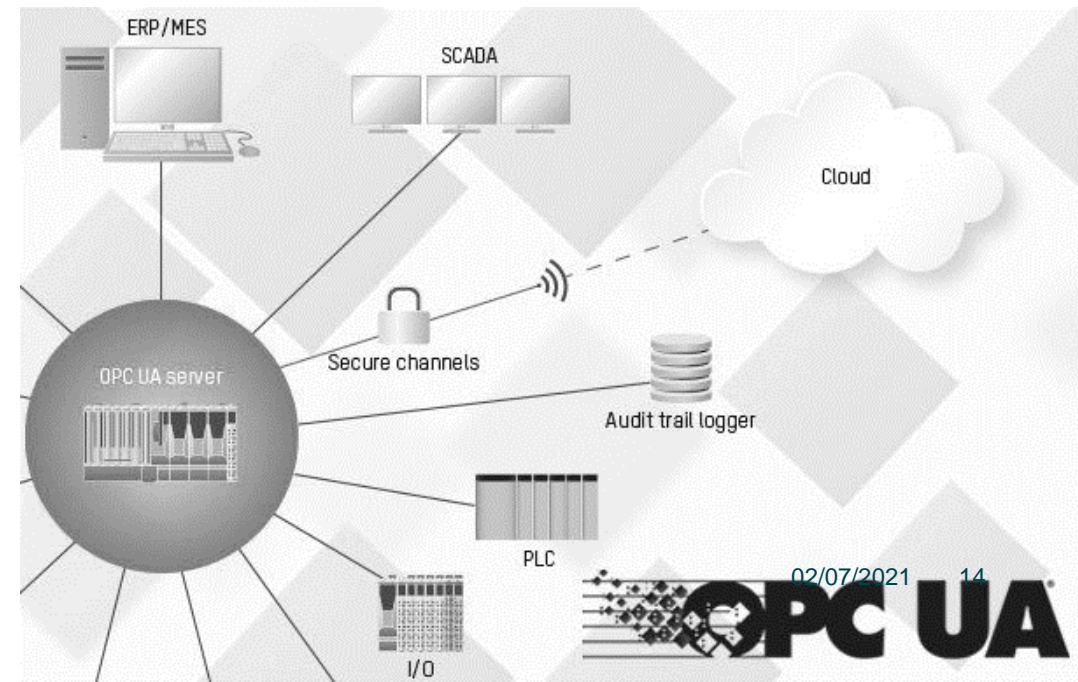 ERP/MES
SCADA
Cloud
Secure channels
OPC UA server
Audit trail logger
PLC
02/07/2021 14
OPC UA
I/O